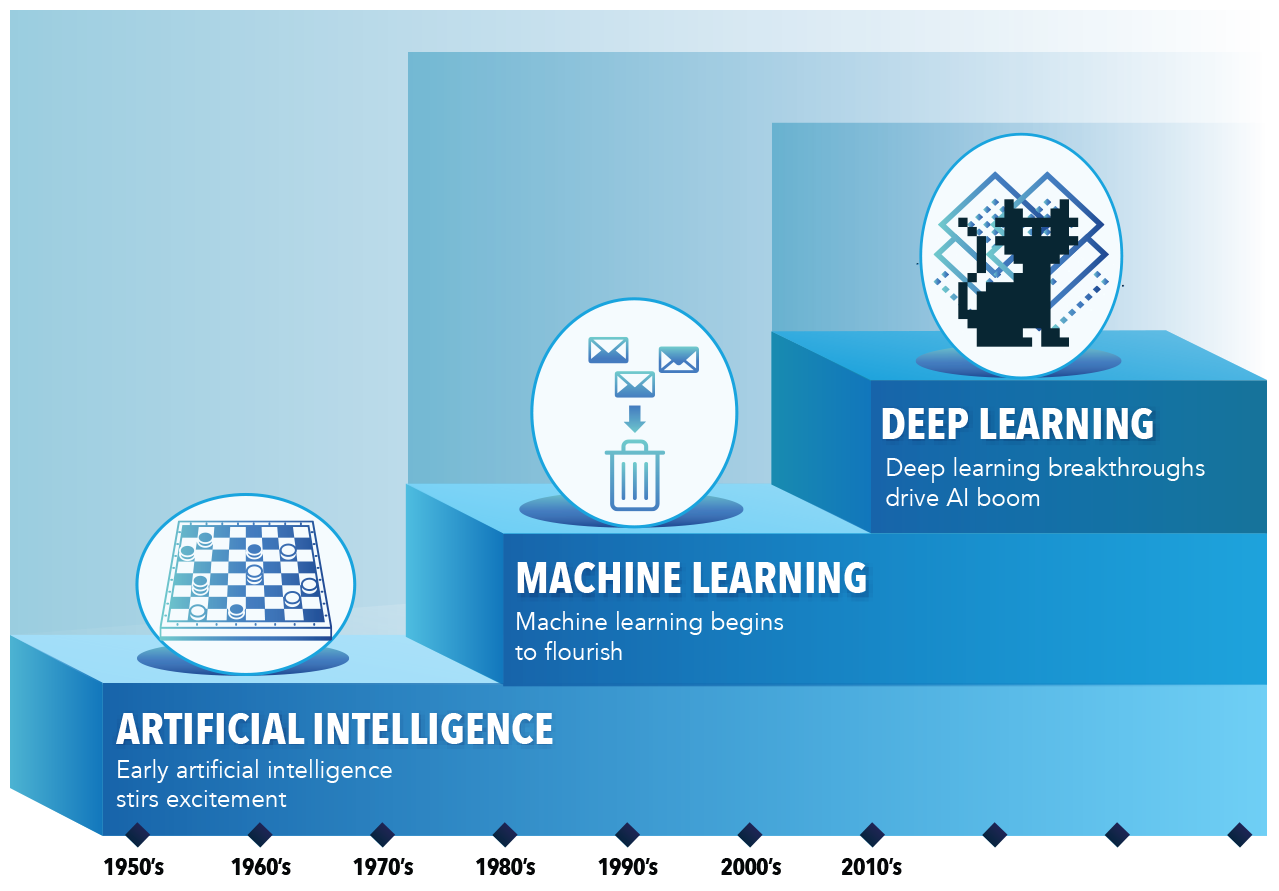 DEEP LEARNING
Deep learning breakthroughs
drive AI boom
MACHINE LEARNING
Machine learning begins
to flourish
ARTIFICIAL INTELLIGENCE
Early artificial intelligence
stirs excitement
1950’s 1960’s 1970’s 1980’s 1990’s 2000’s 2010’s